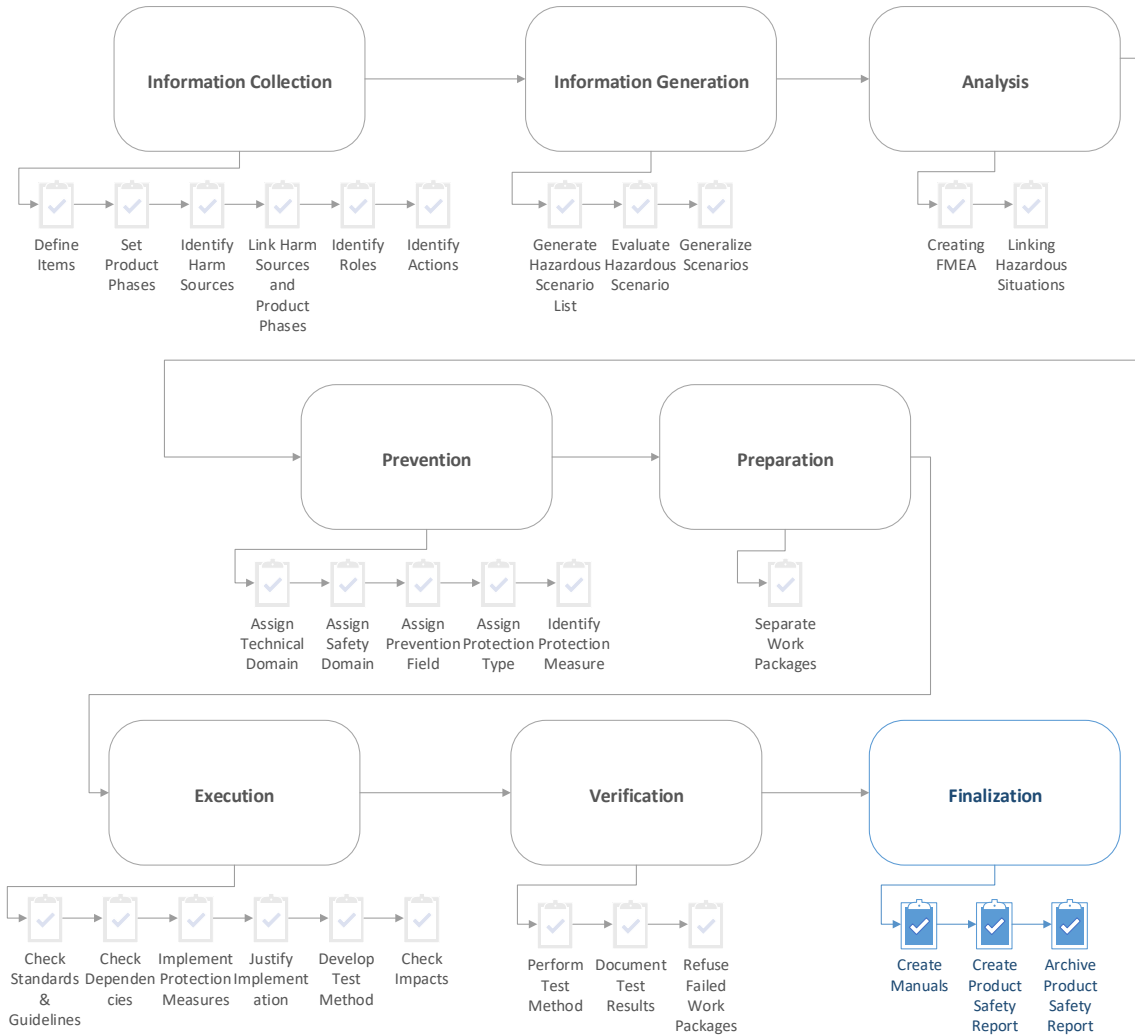 Information Collection
Information Generation
Analysis
Define
Items
Set
Product
Phases
Identify
Harm
Sources
Link Harm
Sources
and
Product
Phases
Identify
Roles
Identify
Actions
Generate
Hazardous
Scenario
List
Evaluate
Hazardous
Scenario
Generalize
Scenarios
Creating
FMEA
Linking
Hazardous
Situations
Prevention
Preparation
Assign
Technical
Domain
Assign
Safety
Domain
Assign
Prevention
Field
Assign
Protection
Type
Identify
Protection
Measure
Separate
Work
Packages
Execution
Verification
Finalization
Check
Standards
&
Guidelines
Check
Dependen
cies
Implement
Protection
Measures
Justify
Implement
ation
Develop
Test
Method
Check
Impacts
Perform
Test
Method
Document
Test
Results
Refuse
Failed
Work
Packages
Create
Manuals
Create
Product
Safety
Report
Archive
Product
Safety
Report